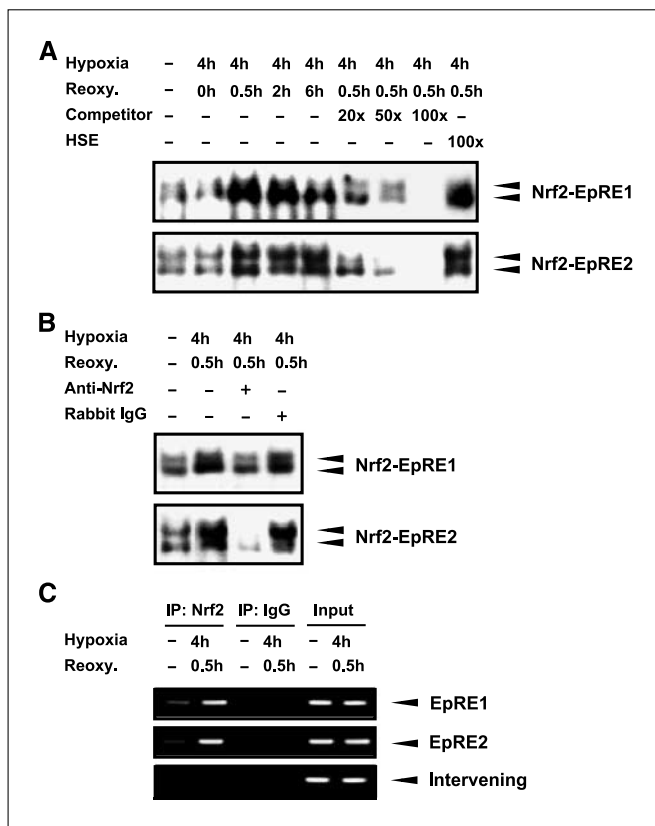 A
Hypoxia – 4h 4h 4h 4h 4h 4h 4h 4h
Reoxy. – 0h 0.5h 2h 6h 0.5h 0.5h 0.5h 0.5h
Competitor – – – – – 20x 50x 100x –
HSE – – – – – – – – 100x
Nrf2-EpRE1
Nrf2-EpRE2
B
Hypoxia – 4h 4h 4h
Reoxy. – 0.5h 0.5h 0.5h
Anti-Nrf2 – – + –
Rabbit IgG – – – +
Nrf2-EpRE1
Nrf2-EpRE2
C
IP: Nrf2 IP: IgG Input
Hypoxia – 4h – 4h – 4h
Reoxy. – 0.5h – 0.5h – 0.5h
EpRE1
EpRE2
Intervening